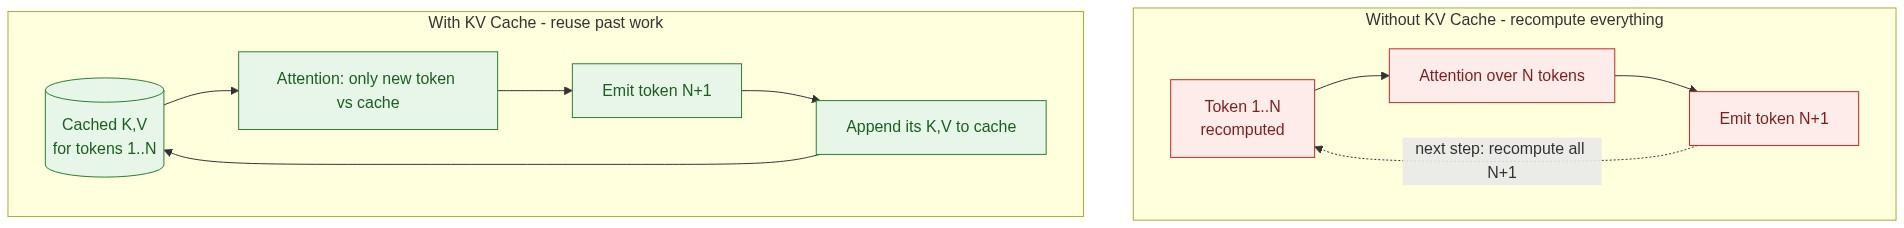 With KV Cache - reuse past work
Cached K,V
for tokens 1..N
Attention: only new token
vs cache
Emit token N+1
Append its K,V to cache
Without KV Cache - recompute everything
Token 1..N
recomputed
Attention over N tokens
Emit token N+1
next step: recompute all
N+1